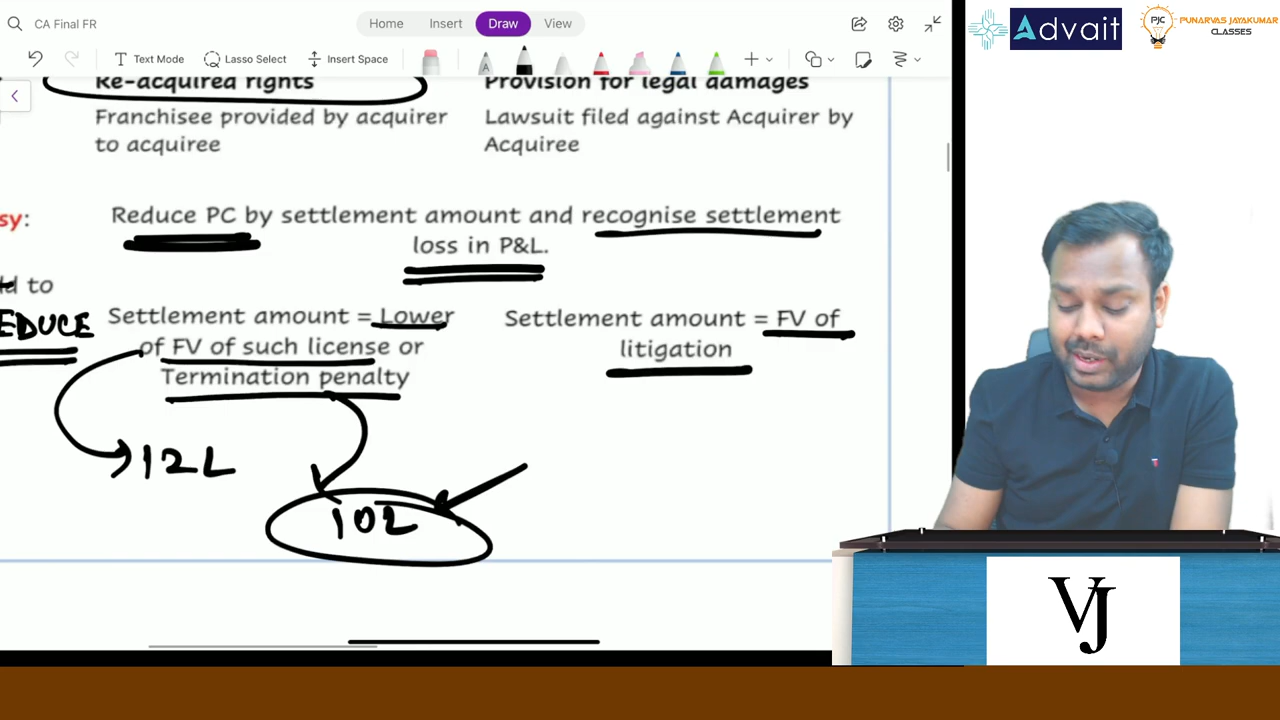 CA Final FR
Home Insert Draw View
Text Mode Lasso Select Insert Space
Advait
PJC PUNARVAS JAYAKUMAR
CLASSES
Re-acquired rights
Franchisee provided by acquirer
to acquiree
Provision for legal damages
Lawsuit filed against Acquirer by
Acquiree
sy:
Reduce PC by settlement amount and recognise settlement
loss in P&L.
d to
EDUCE
Settlement amount = Lower
of FV of such license or
Termination penalty
Settlement amount = FV of
litigation
12L
10L
VJ